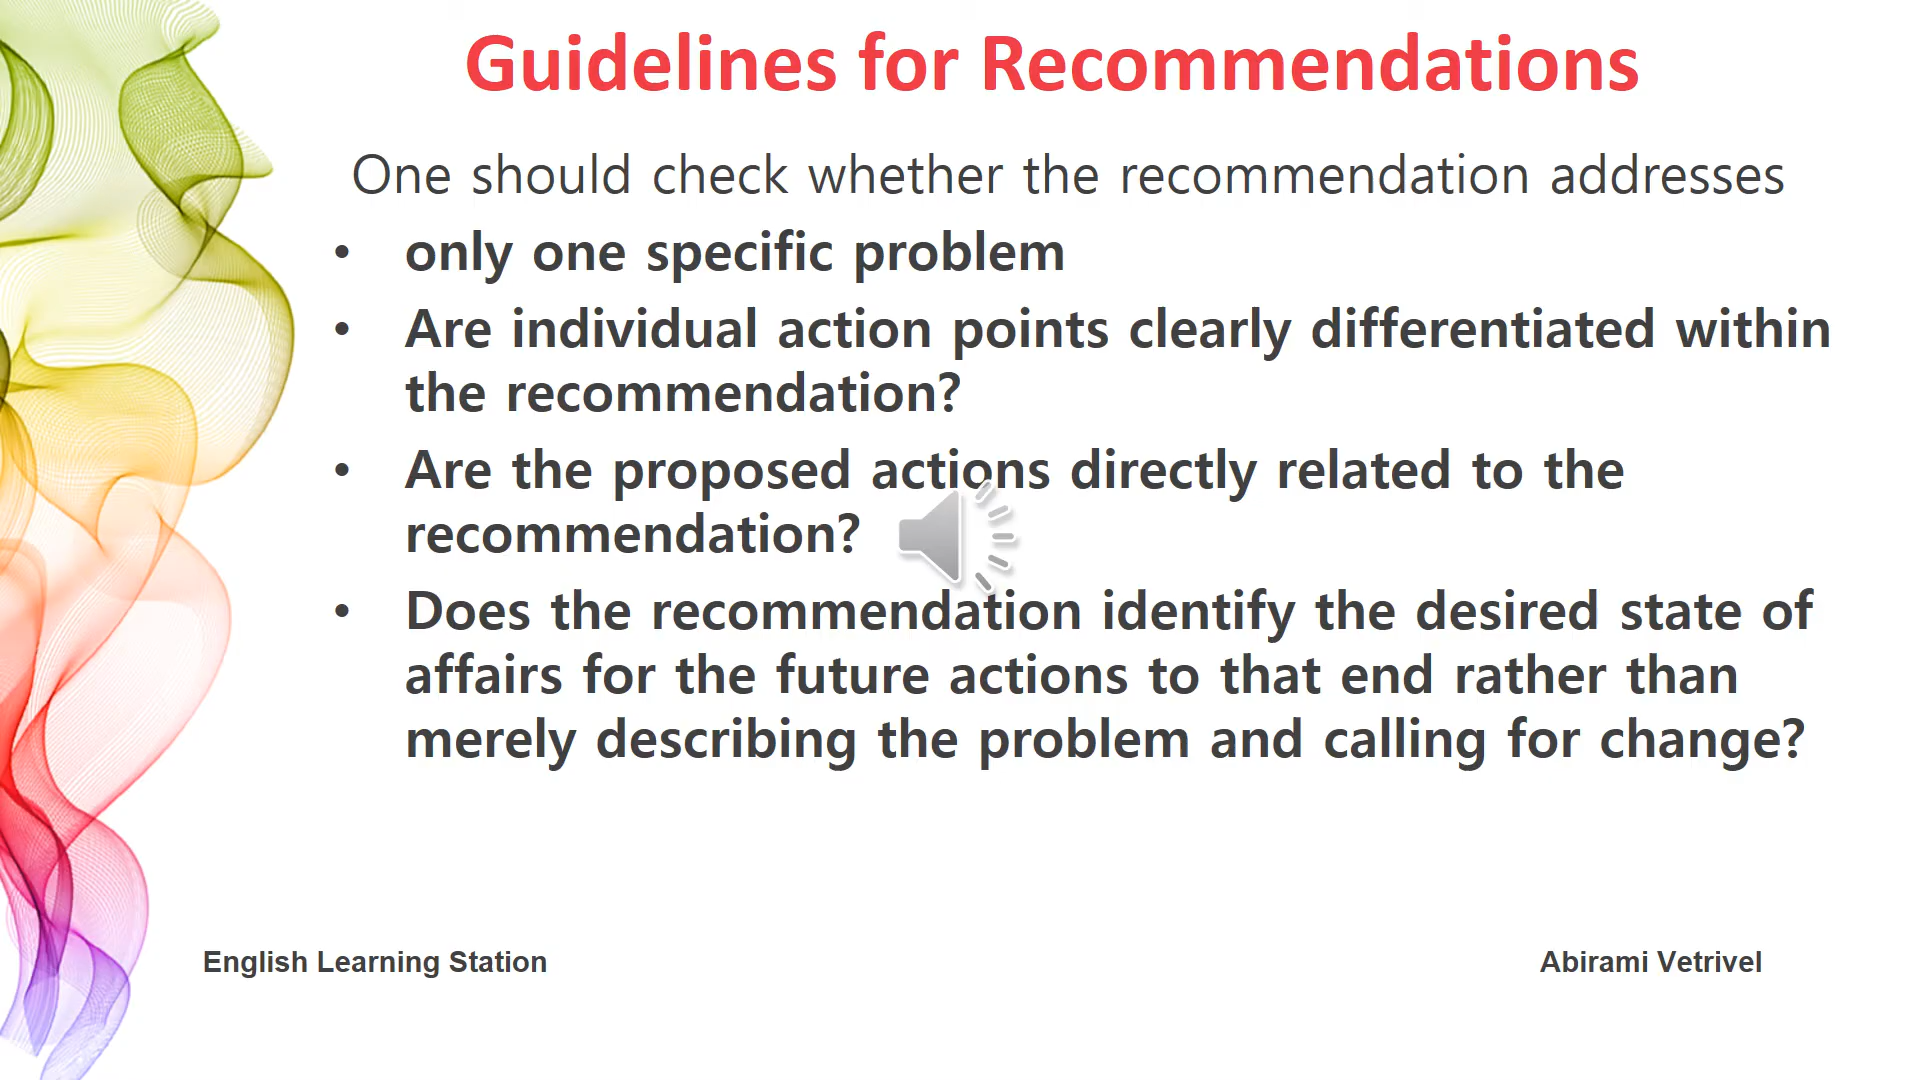 Guidelines for Recommendations
One should check whether the recommendation addresses
• only one specific problem
• Are individual action points clearly differentiated within
the recommendation?
• Are the proposed actions directly related to the
recommendation?
• Does the recommendation identify the desired state of
affairs for the future actions to that end rather than
merely describing the problem and calling for change?
English Learning Station
Abirami Vetrivel